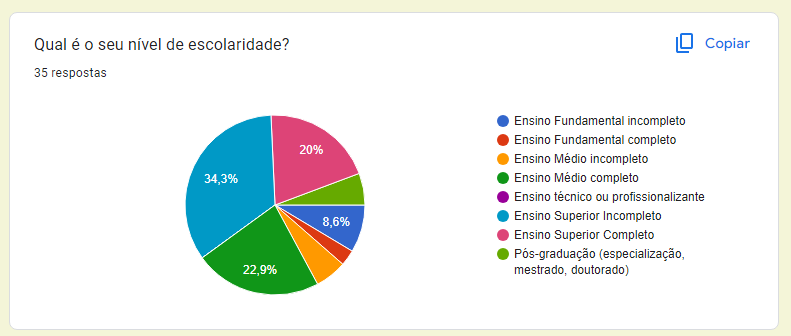 Qual é o seu nível de escolaridade?
Copiar
35 respostas
20%
34,3%
8,6%
22,9%
Ensino Fundamental incompleto
Ensino Fundamental completo
Ensino Médio incompleto
Ensino Médio completo
Ensino técnico ou profissionalizante
Ensino Superior Incompleto
Ensino Superior Completo
Pós-graduação (especialização,
mestrado, doutorado)